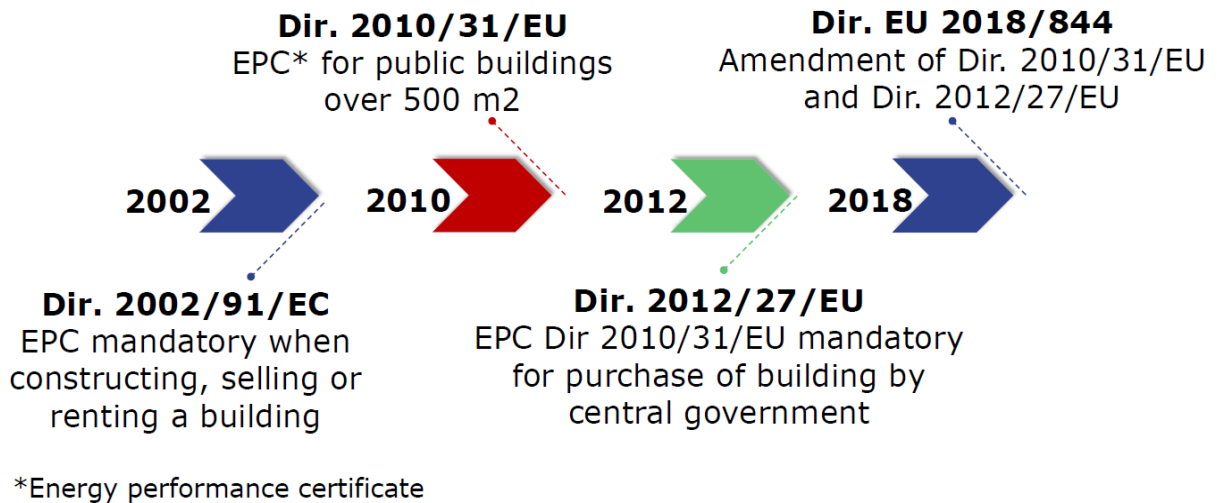 Dir. 2010/31/EU
EPC* for public buildings
over 500 m2
Dir. EU 2018/844
Amendment of Dir. 2010/31/EU
and Dir. 2012/27/EU
2002
2010
2012
2018
Dir. 2002/91/EC
EPC mandatory when
constructing, selling or
renting a building
Dir. 2012/27/EU
EPC Dir 2010/31/EU mandatory
for purchase of building by
central government
*Energy performance certificate